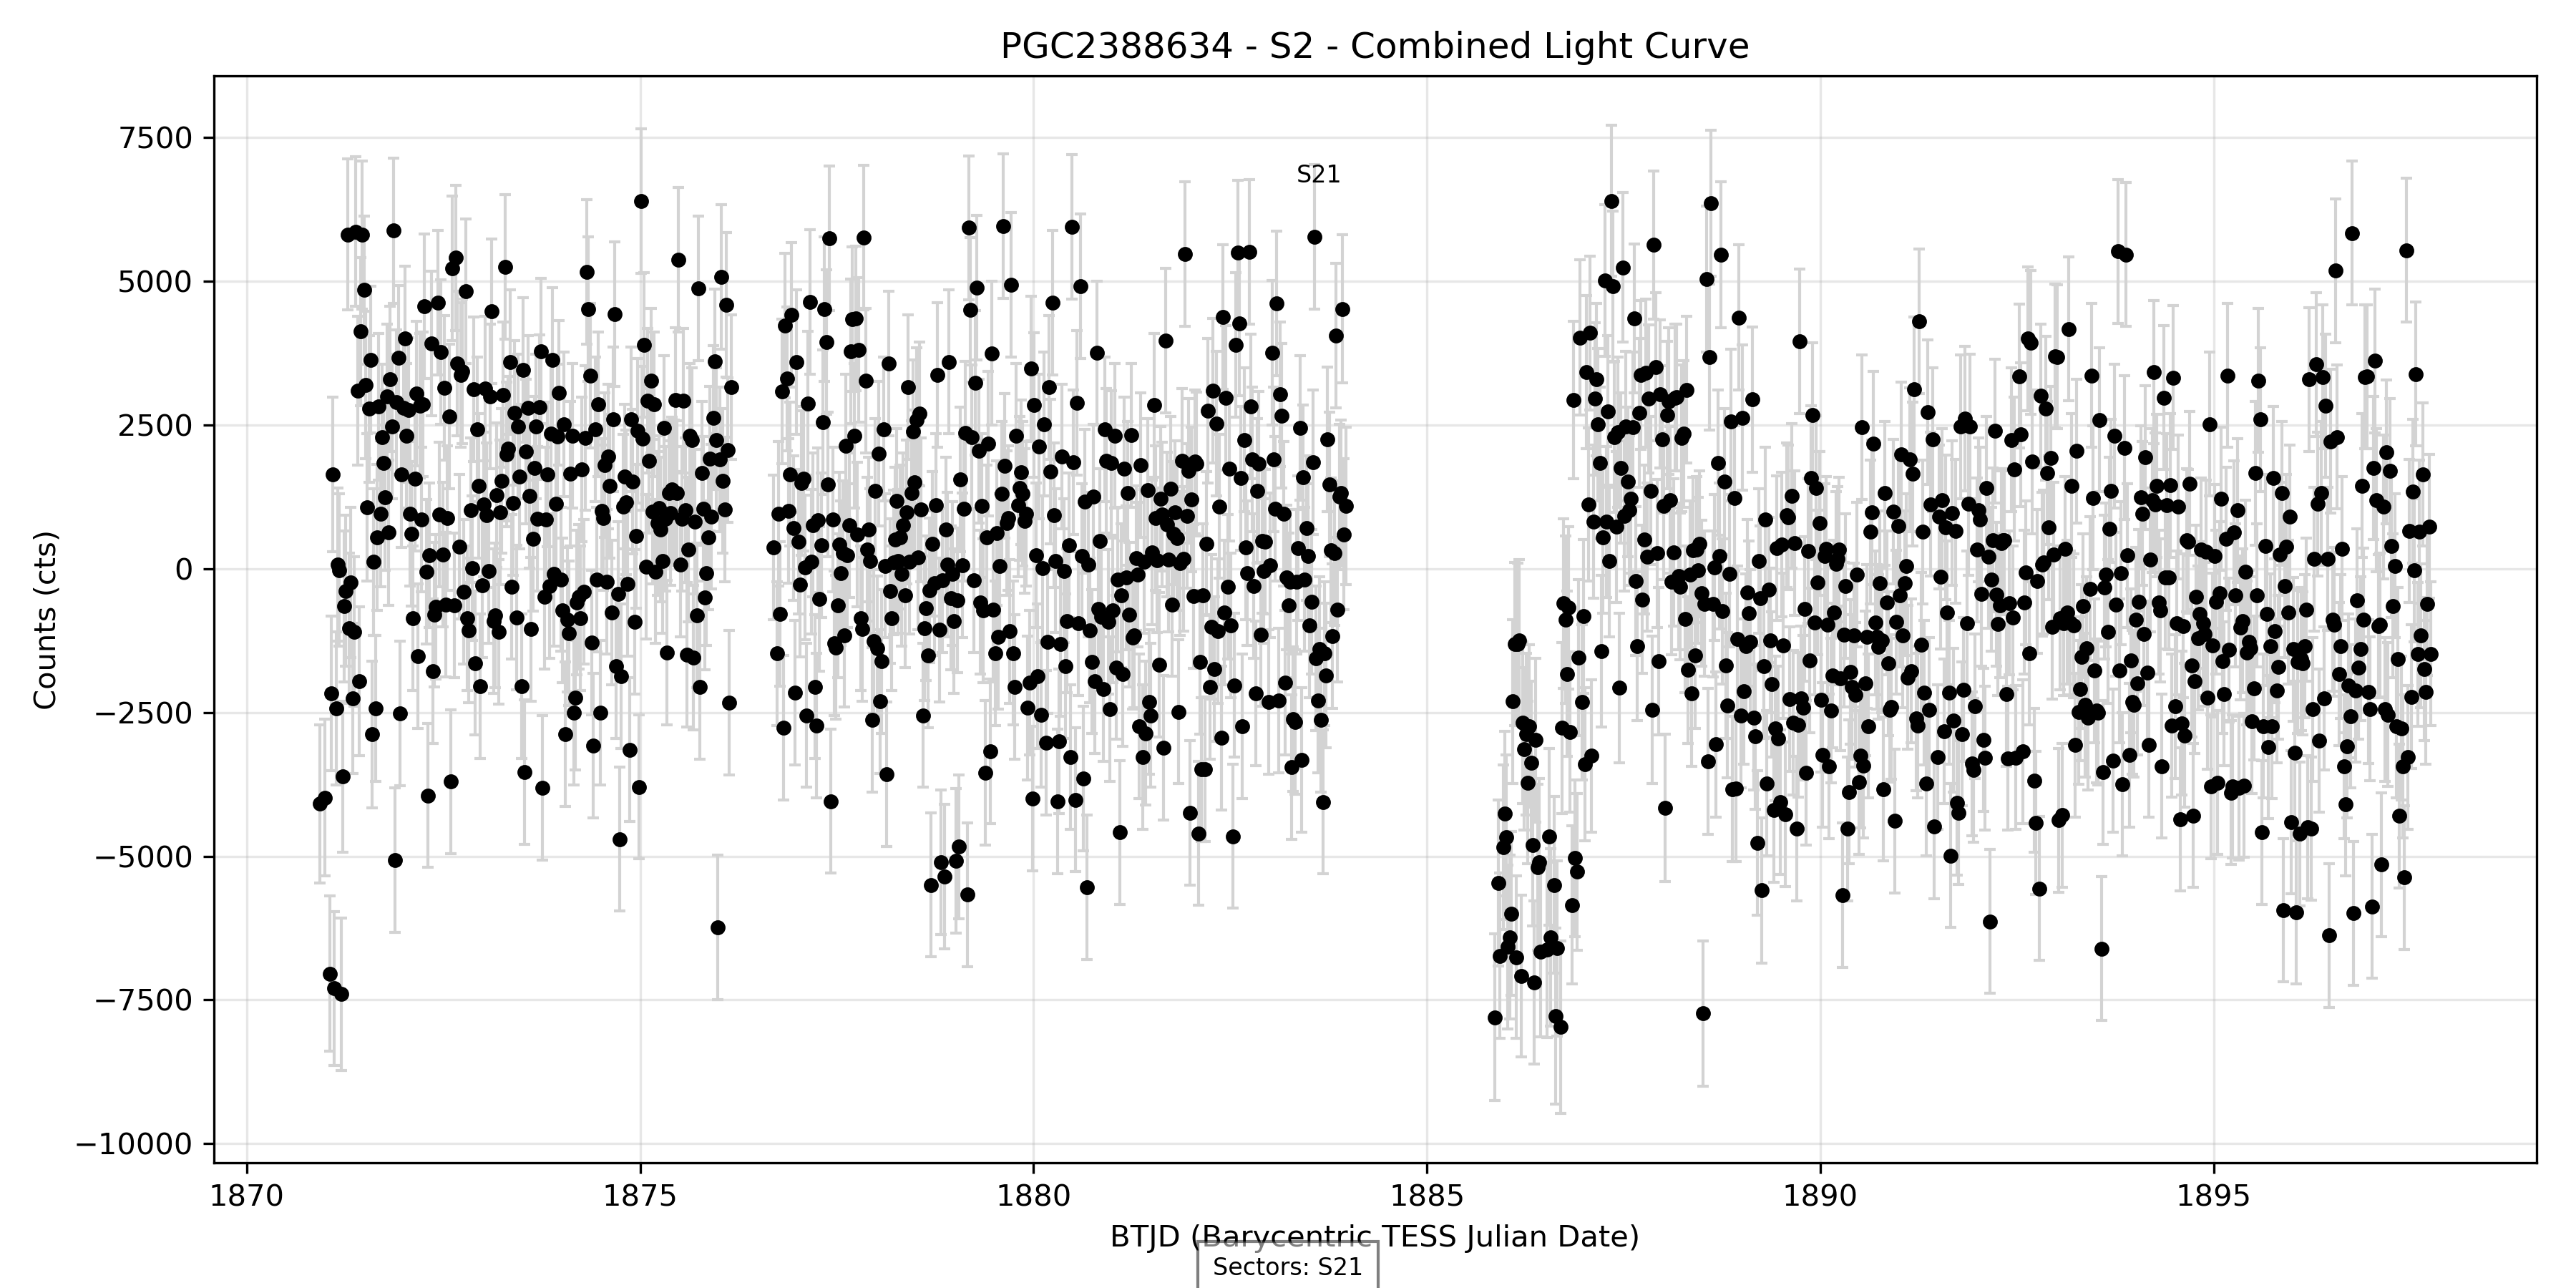 PGC2388634 - S2 - Combined Light Curve
Counts (cts)
7500
5000
2500
0
−2500
−5000
−7500
−10000
S21
1870 1875 1880 1885 1890 1895
BTJD (Barycentric TESS Julian Date)
Sectors: S21